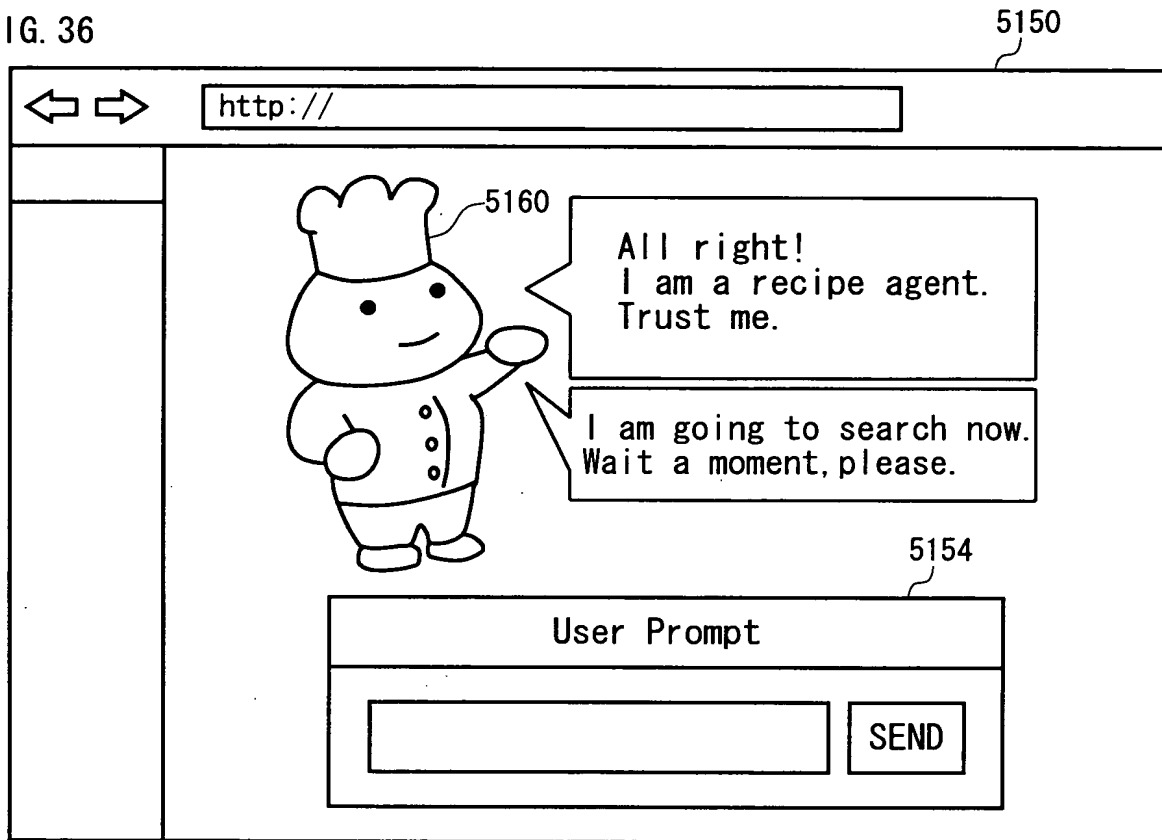 IG. 36
5150
http://
5160
All right!
I am a recipe agent.
Trust me.
I am going to search now.
Wait a moment, please.
5154
User Prompt
SEND